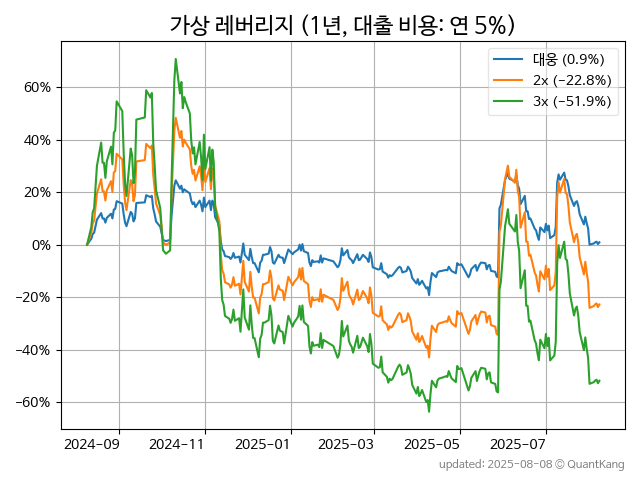 가상 레버리지 (1년, 대출 비용: 연 5%)
대웅 (0.9%)
2x (−22.8%)
3x (−51.9%)
60%
40%
20%
0%
−20%
−40%
−60%
2024-09
2024-11
2025-01
2025-03
2025-05
2025-07
updated: 2025-08-08 © QuantKang